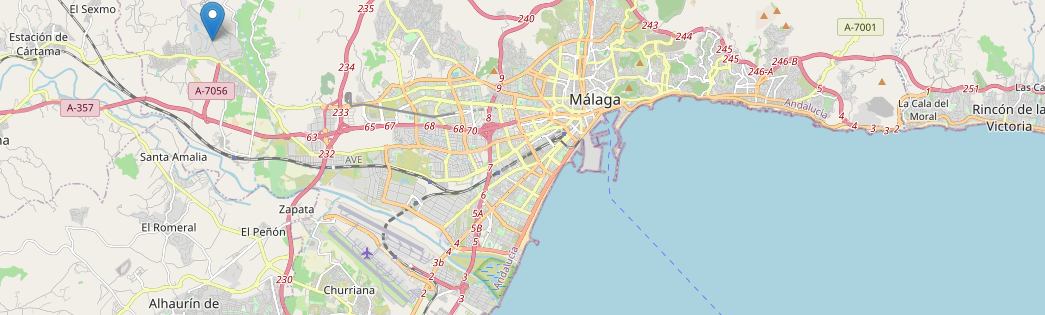 El Sexmo
235
240
243
244
A-7001
Estación de
Cártama
245
245
246-B
246-A
234
9
9
A-7056
A-357
251
Las Ca
1
La Cala del
Moral
Rincón de la
Victoria
Málaga
Andalucía
5
4
4
3
3
2
233
8
63
65
67
68
68
70
na
232
AVE
Santa Amalia
7
6
Zapata
5A
5B
5
El Romeral
El Peñón
4
4
3b
Andalucía
230
2
2
3
3
Churriana
Alhaurín de